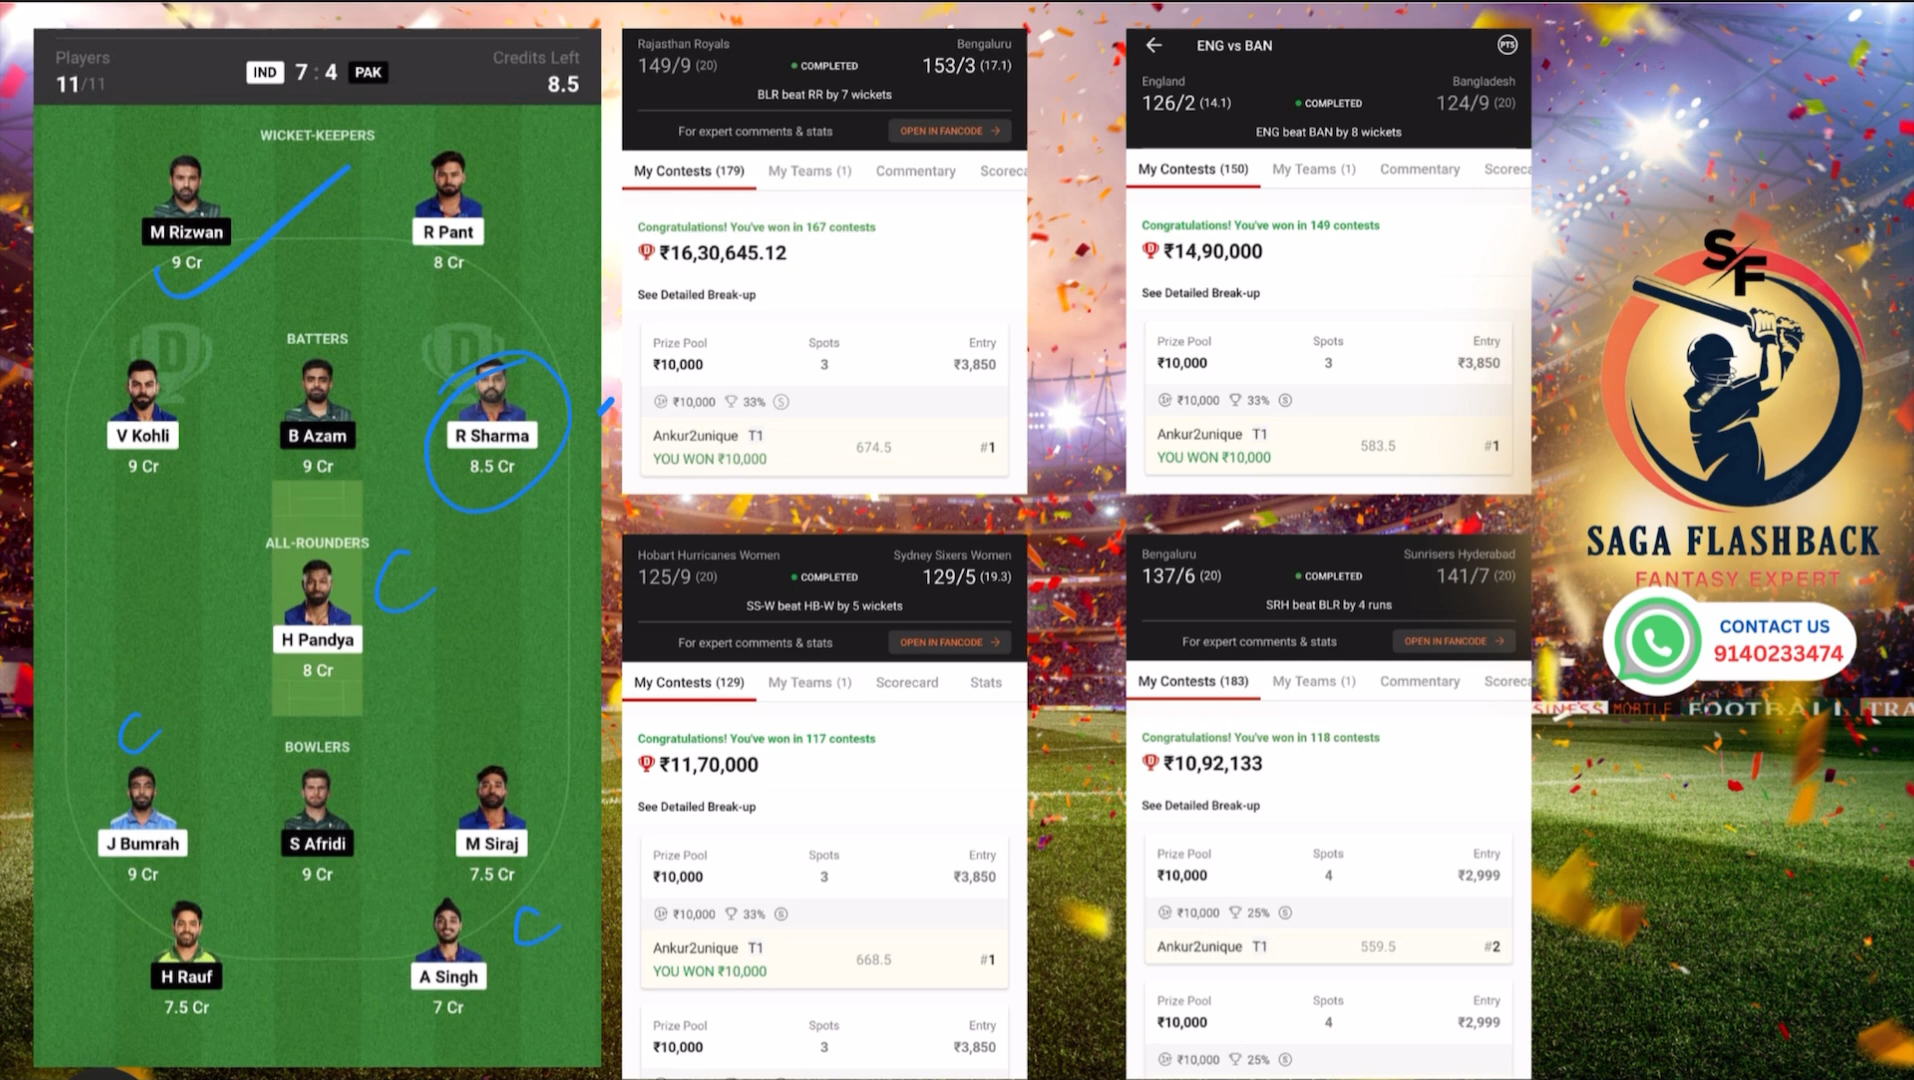 Players
11/11
IND 7 : 4 PAK
Credits Left
8.5
WICKET-KEEPERS
M Rizwan
9 Cr
R Pant
8 Cr
BATTERS
V Kohli
9 Cr
B Azam
9 Cr
R Sharma
8.5 Cr
ALL-ROUNDERS
C
H Pandya
8 Cr
C
BOWLERS
J Bumrah
9 Cr
S Afridi
9 Cr
M Siraj
7.5 Cr
C
H Rauf
7.5 Cr
A Singh
7 Cr
Rajasthan Royals
Bengaluru
149/9 (20)
COMPLETED
153/3 (17.1)
BLR beat RR by 7 wickets
For expert comments & stats
OPEN IN FANCODE →
My Contests (179) My Teams (1) Commentary Scoreca
Congratulations! You've won in 167 contests
₹16,30,645.12
See Detailed Break-up
Prize Pool Spots Entry
₹10,000 3 ₹3,850
₹10,000 33% S
Ankur2unique T1
YOU WON ₹10,000
674.5
#1
← ENG vs BAN PTS
England
Bangladesh
126/2 (14.1)
COMPLETED
124/9 (20)
ENG beat BAN by 8 wickets
My Contests (150) My Teams (1) Commentary Scoreca
Congratulations! You've won in 149 contests
₹14,90,000
See Detailed Break-up
Prize Pool Spots Entry
₹10,000 3 ₹3,850
₹10,000 33% S
Ankur2unique T1
YOU WON ₹10,000
583.5
#1
Hobart Hurricanes Women
Sydney Sixers Women
125/9 (20)
COMPLETED
129/5 (19.3)
SS-W beat HB-W by 5 wickets
For expert comments & stats
OPEN IN FANCODE →
My Contests (129) My Teams (1) Scorecard Stats
Congratulations! You've won in 117 contests
₹11,70,000
See Detailed Break-up
Prize Pool Spots Entry
₹10,000 3 ₹3,850
₹10,000 33% S
Ankur2unique T1
YOU WON ₹10,000
668.5
#1
Prize Pool Spots Entry
₹10,000 3 ₹3,850
Bengaluru
Sunrisers Hyderabad
137/6 (20)
COMPLETED
141/7 (20)
SRH beat BLR by 4 runs
For expert comments & stats
OPEN IN FANCODE →
My Contests (183) My Teams (1) Commentary Scoreca
Congratulations! You've won in 118 contests
₹10,92,133
See Detailed Break-up
Prize Pool Spots Entry
₹10,000 4 ₹2,999
₹10,000 25% S
Ankur2unique T1
559.5
#2
Prize Pool Spots Entry
₹10,000 4 ₹2,999
₹10,000 25% S
SF
SAGA FLASHBACK
FANTASY EXPERT
CONTACT US
9140233474
SINESS MOBILE FOOTBALL TRA